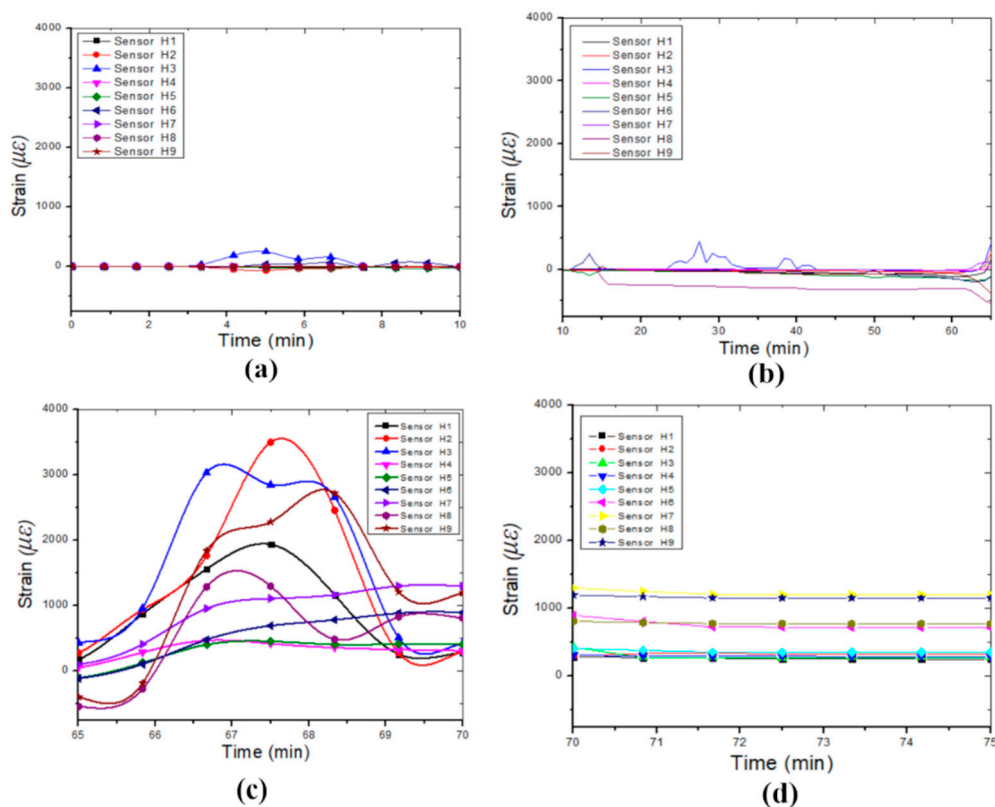 4000
3000
2000
1000
0
Strain (με)
Sensor H1
Sensor H2
Sensor H3
Sensor H4
Sensor H5
Sensor H6
Sensor H7
Sensor H8
Sensor H9
0 2 4 6 8 10
Time (min)
(a)
4000
3000
2000
1000
0
Strain (με)
Sensor H1
Sensor H2
Sensor H3
Sensor H4
Sensor H5
Sensor H6
Sensor H7
Sensor H8
Sensor H9
10 20 30 40 50 60
Time (min)
(b)
4000
3000
2000
1000
0
Strain (με)
Sensor H1
Sensor H2
Sensor H3
Sensor H4
Sensor H5
Sensor H6
Sensor H7
Sensor H8
Sensor H9
65 66 67 68 69 70
Time (min)
(c)
4000
3000
2000
1000
0
Strain (με)
Sensor H1
Sensor H2
Sensor H3
Sensor H4
Sensor H5
Sensor H6
Sensor H7
Sensor H8
Sensor H9
70 71 72 73 74 75
Time (min)
(d)